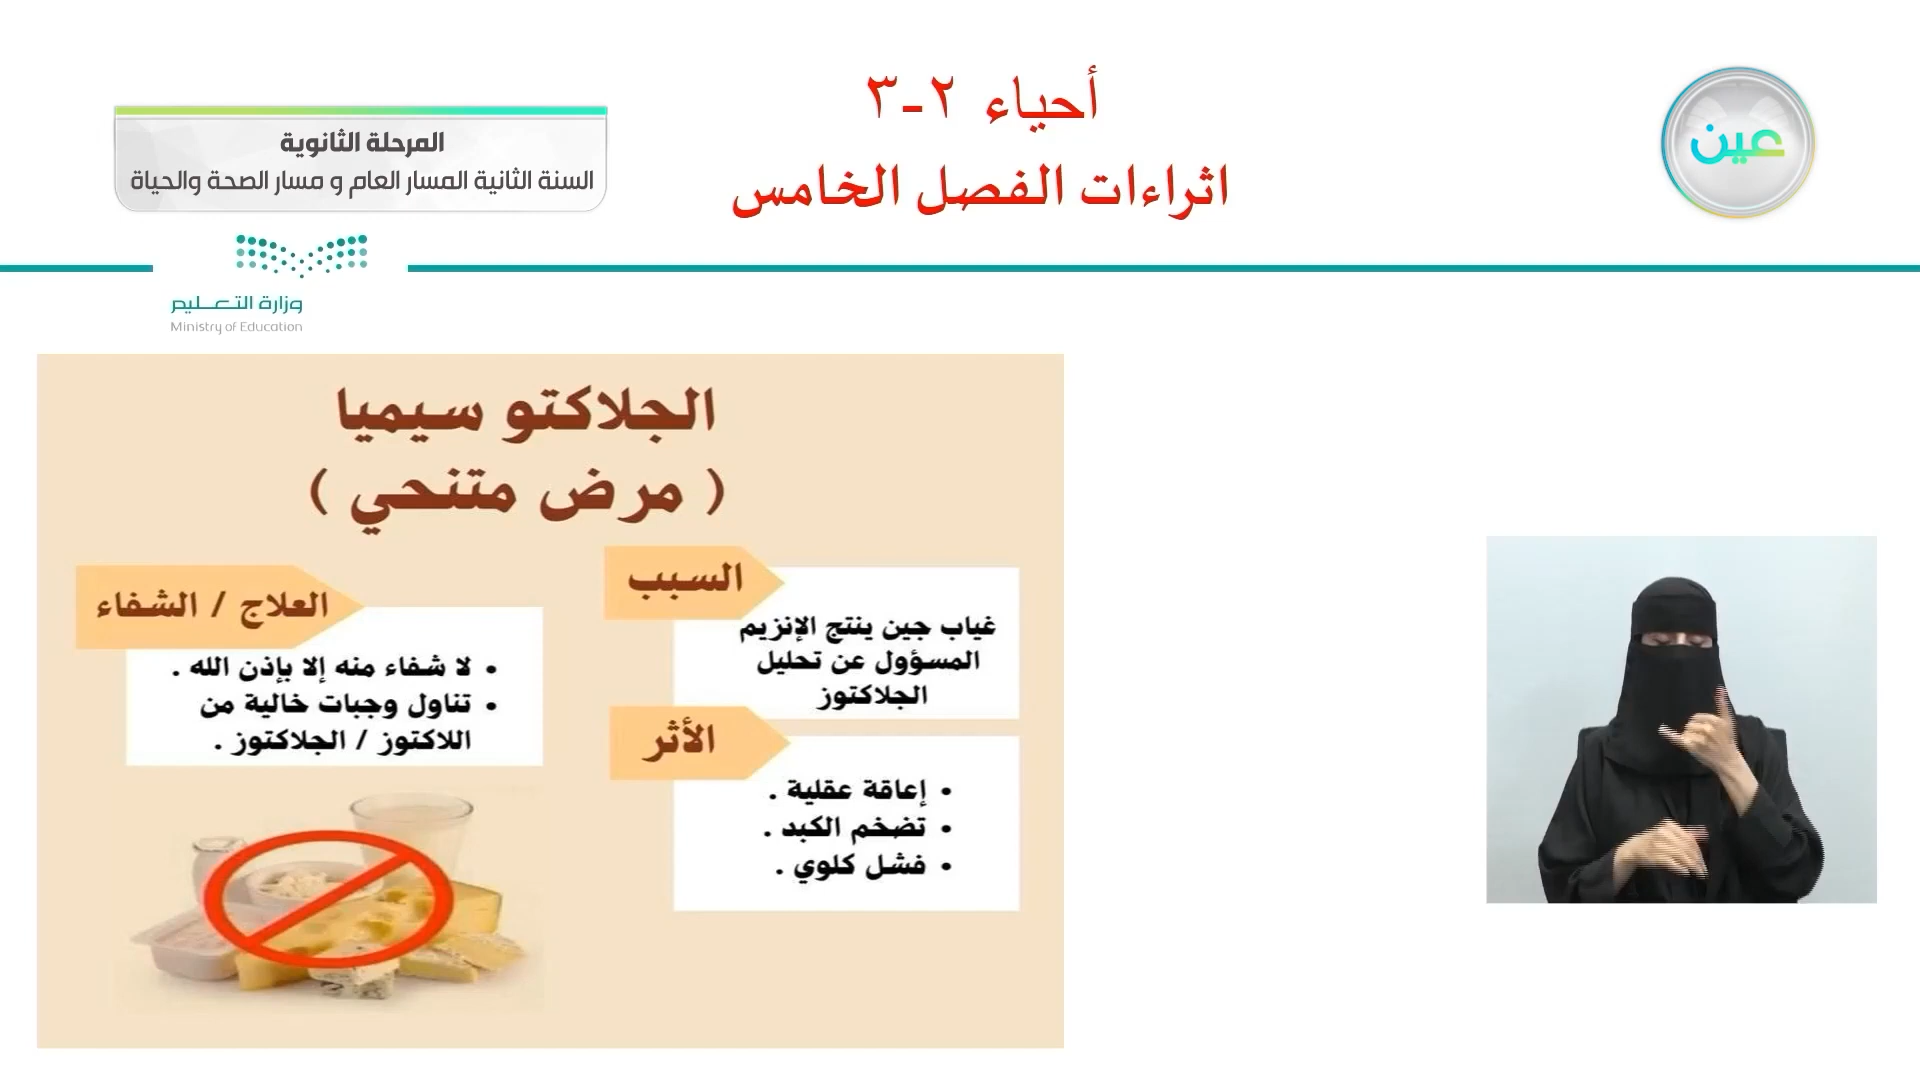 أحياء ٢-٣
اثراءات الفصل الخامس
عين
المرحلة الثانوية
السنة الثانية المسار العام و مسار الصحة والحياة
وزارة التعليم
Ministry of Education
الجلاكتو سيميا
( مرض متنحي )
السبب
غياب جين ينتج الإنزيم
المسؤول عن تحليل
الجلاكتوز
الأثر
• إعاقة عقلية .
• تضخم الكبد .
• فشل كلوي .
العلاج / الشفاء
• لا شفاء منه إلا بإذن الله .
• تناول وجبات خالية من
اللاكتوز / الجلاكتوز .